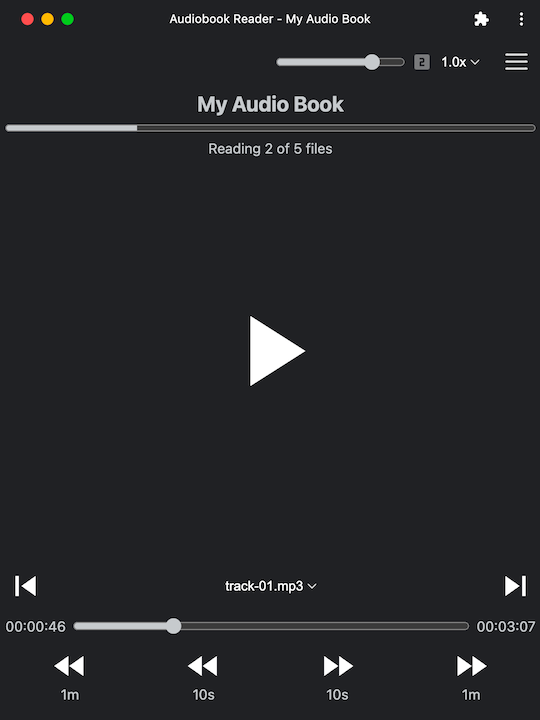 Audiobook Reader - My Audio Book
2 1.0x
My Audio Book
Reading 2 of 5 files
track-01.mp3
00:00:46 00:03:07
1m 10s 10s 1m